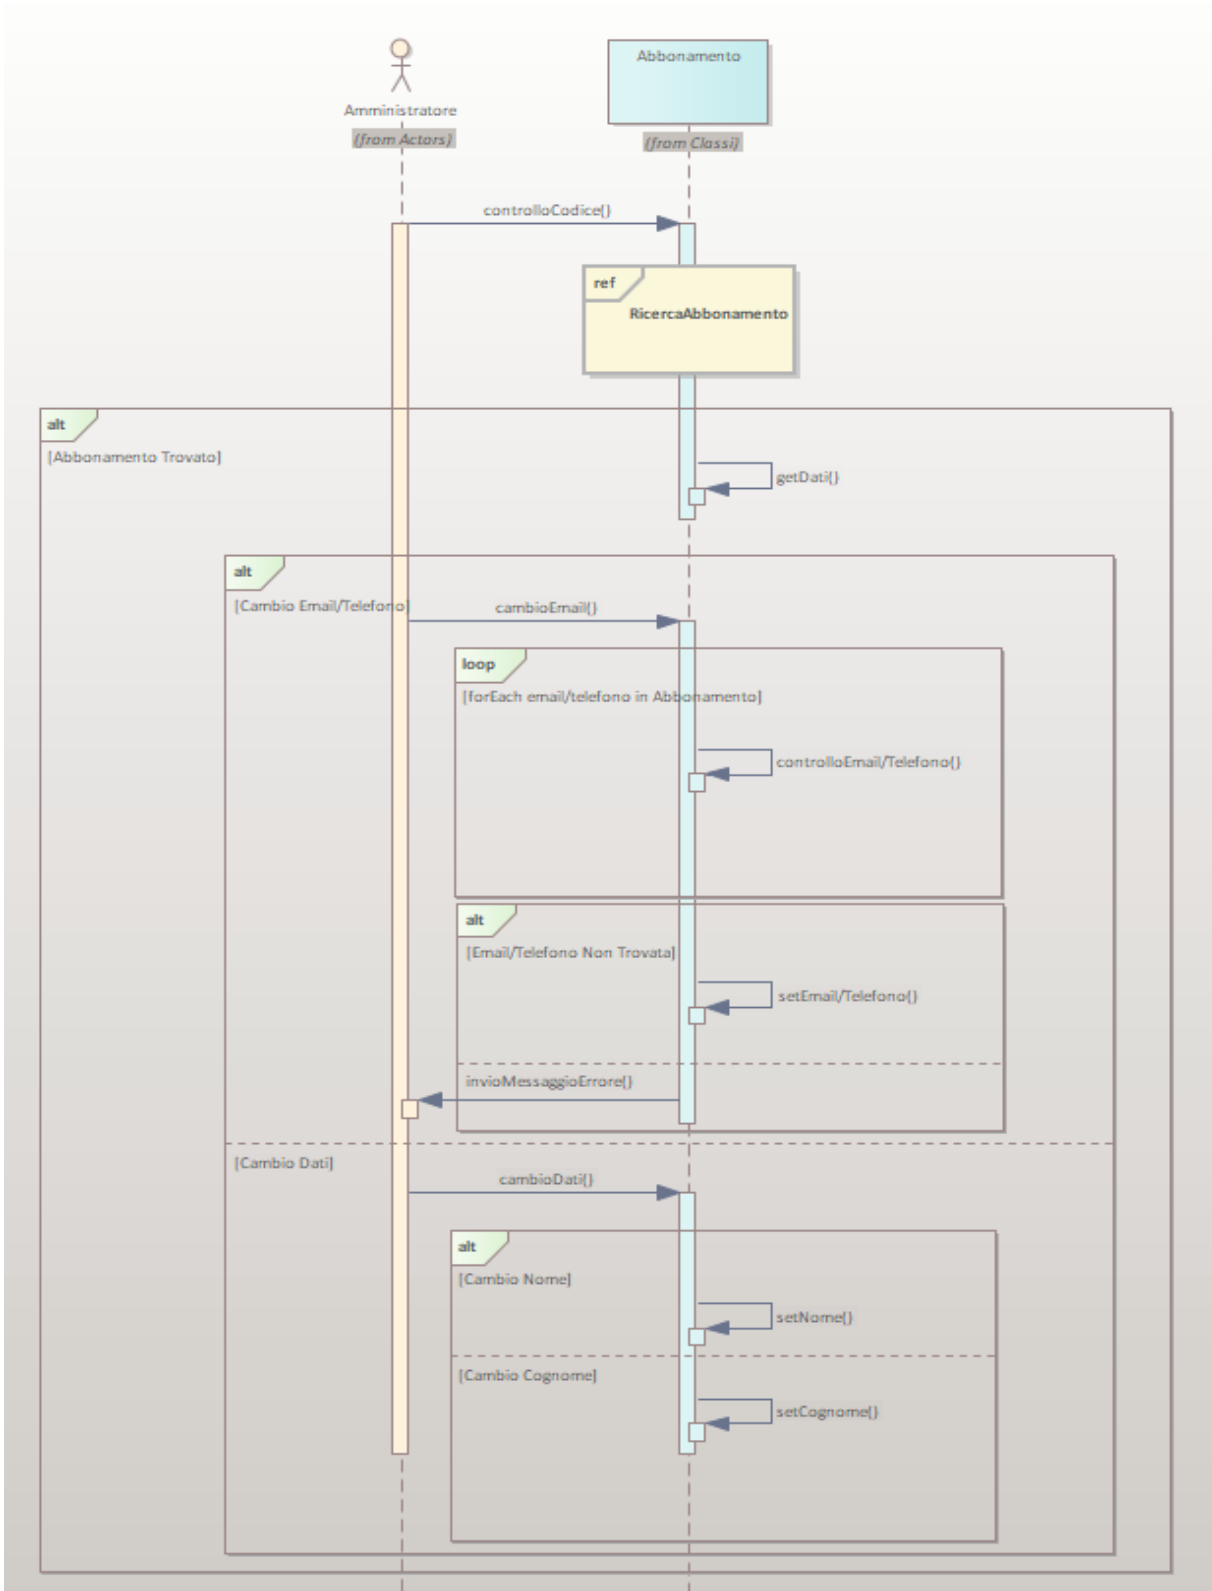 Abbonamento
Amministratore
(from Actors)
(from Classi)
controlloCodice()
ref
RicercaAbbonamento
alt
[Abbonamento Trovato]
getDati()
alt
[Cambio Email/Telefono]
cambioEmail()
loop
[forEach email/telefono in Abbonamento]
controlloEmail/Telefono()
alt
[Email/Telefono Non Trovata]
setEmail/Telefono()
invioMessaggioErrore()
[Cambio Dati]
cambioDati()
alt
[Cambio Nome]
setNome()
[Cambio Cognome]
setCognome()